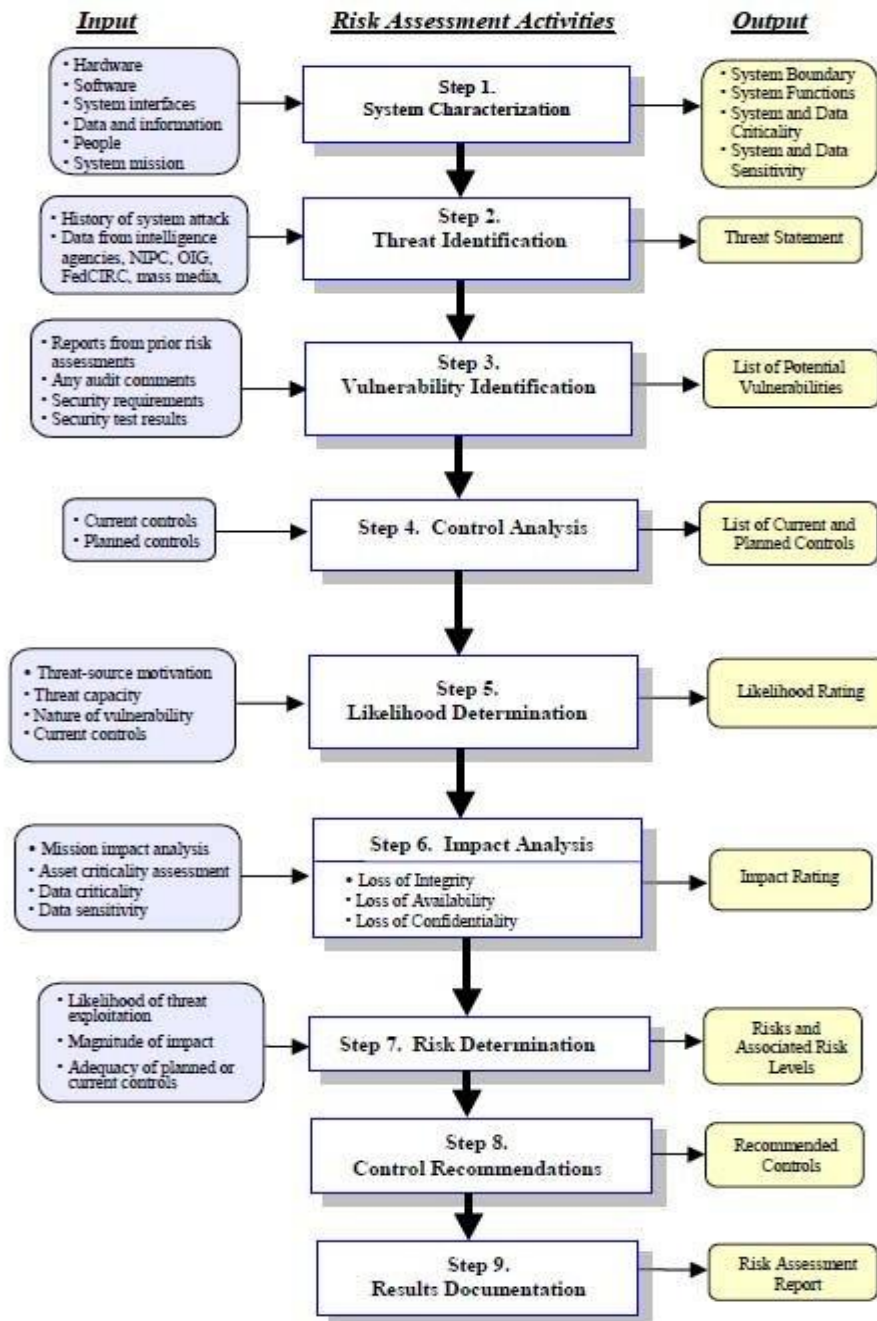 Input
Risk Assessment Activities
Output
• Hardware
• Software
• System interfaces
• Data and information
• People
• System mission
Step 1.
System Characterization
• System Boundary
• System Functions
• System and Data
Criticality
• System and Data
Sensitivity
• History of system attack
• Data from intelligence
agencies, NIPC, OIG,
FedCIRC, mass media,
Step 2.
Threat Identification
Threat Statement
• Reports from prior risk
assessments
• Any audit comments
• Security requirements
• Security test results
Step 3.
Vulnerability Identification
List of Potential
Vulnerabilities
• Current controls
• Planned controls
Step 4. Control Analysis
List of Current and
Planned Controls
• Threat-source motivation
• Threat capacity
• Nature of vulnerability
• Current controls
Step 5.
Likelihood Determination
Likelihood Rating
• Mission impact analysis
• Asset criticality assessment
• Data criticality
• Data sensitivity
Step 6. Impact Analysis
• Loss of Integrity
• Loss of Availability
• Loss of Confidentiality
Impact Rating
• Likelihood of threat
exploitation
• Magnitude of impact
• Adequacy of planned or
current controls
Step 7. Risk Determination
Risks and
Associated Risk
Levels
Step 8.
Control Recommendations
Recommended
Controls
Step 9.
Results Documentation
Risk Assessment
Report